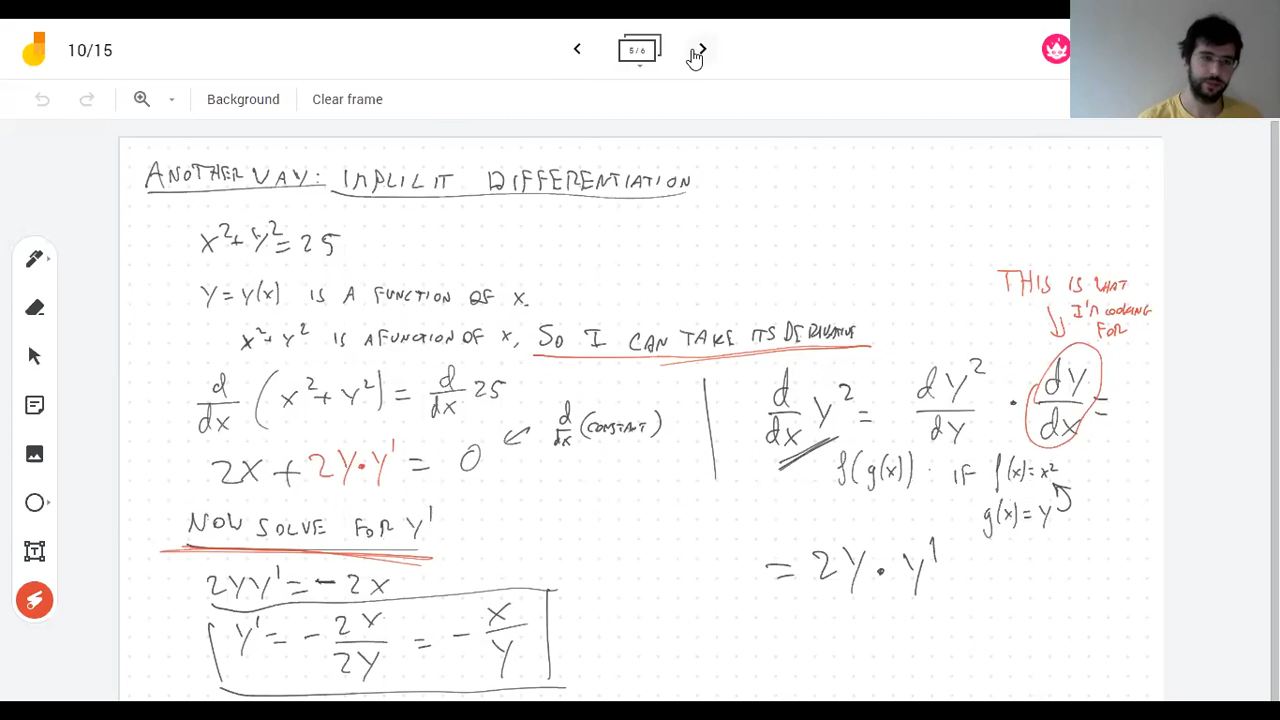 10/15
5/6
Background
Clear frame
ANOTHER WAY: IMPLICIT DIFFERENTIATION
x² + y² = 25
y = y(x) IS A FUNCTION OF x.
x² + y² IS A FUNCTION OF x, SO I CAN TAKE ITS DERIVATIVE
d/dx (x² + y²) = d/dx 25
d/dx (CONSTANT)
2x + 2y·y' = 0
NOW SOLVE FOR y'
2yy' = -2x
y' = - 2x/2y = - x/y
THIS IS WHAT
I'M LOOKING
FOR
d/dx y² = dy²/dy · dy/dx =
f(g(x)). IF f(x) = x²
g(x) = y
= 2y · y'